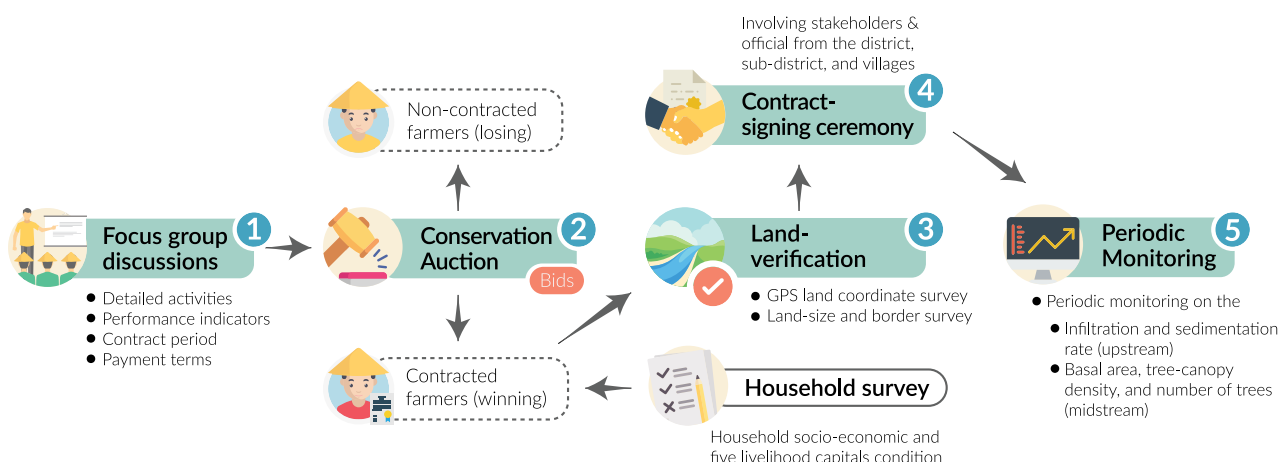 1
Focus group
discussions
● Detailed activities
● Performance indicators
● Contract period
● Payment terms
Non-contracted
farmers (losing)
2
Conservation
Auction
Bids
Contracted
farmers (winning)
3
Land-
verification
● GPS land coordinate survey
● Land-size and border survey
Household survey
Household socio-economic and
five livelihood capitals condition
Involving stakeholders &
official from the district,
sub-district, and villages
4
Contract-
signing ceremony
5
Periodic
Monitoring
● Periodic monitoring on the
● Infiltration and sedimentation
rate (upstream)
● Basal area, tree-canopy
density, and number of trees
(midstream)